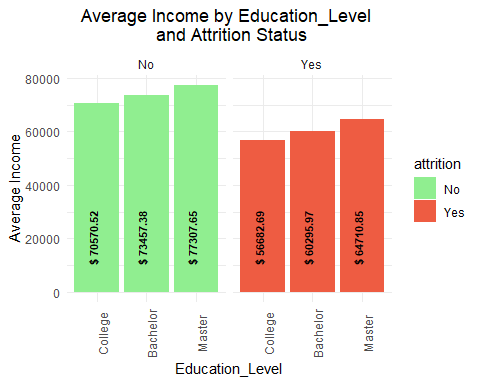 Average Income by Education_Level
and Attrition Status
No
Yes
Average Income
80000
60000
40000
20000
0
$ 70570.52
$ 73457.38
$ 77307.65
$ 56682.69
$ 60295.97
$ 64710.85
College
Bachelor
Master
College
Bachelor
Master
Education_Level
attrition
No
Yes